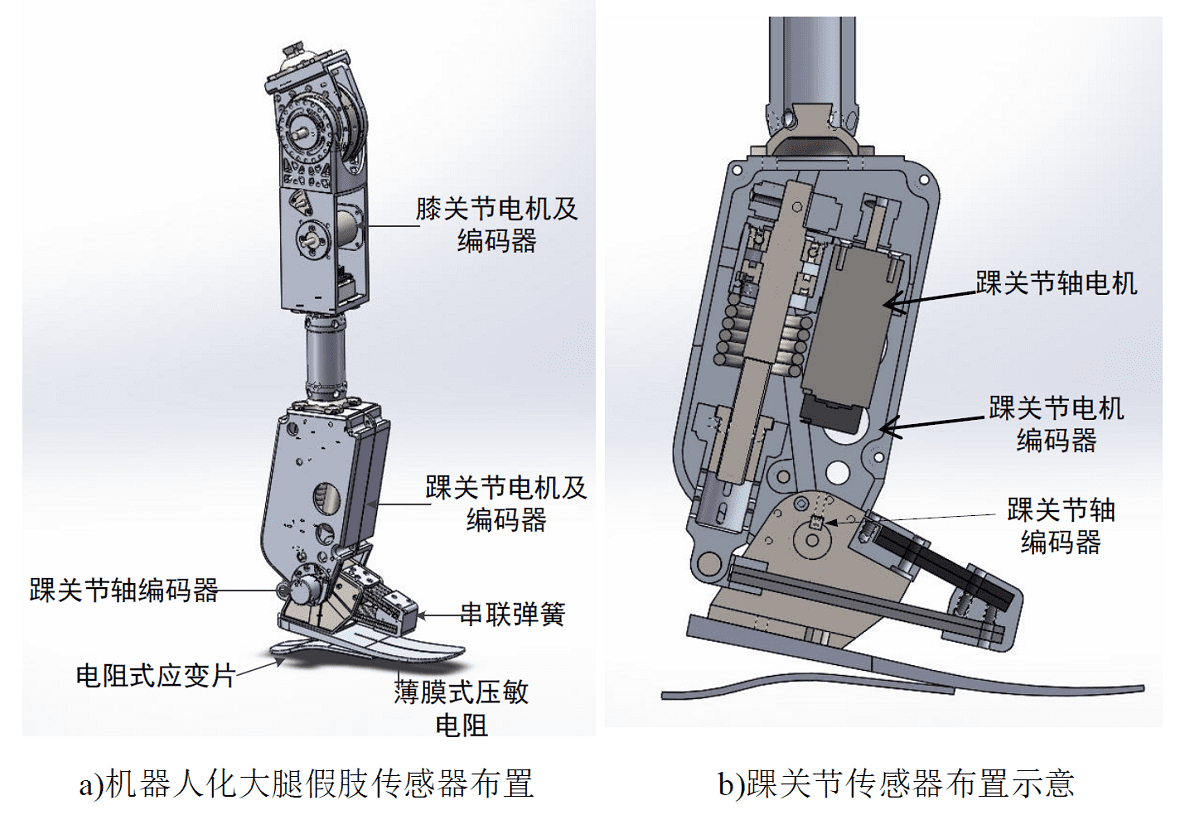 膝关节电机及
编码器
踝关节电机及
编码器
踝关节轴编码器
串联弹簧
电阻式应变片
薄膜式压敏
电阻
a)机器人化大腿假肢传感器布置
踝关节轴电机
踝关节电机
编码器
踝关节轴
编码器
b)踝关节传感器布置示意